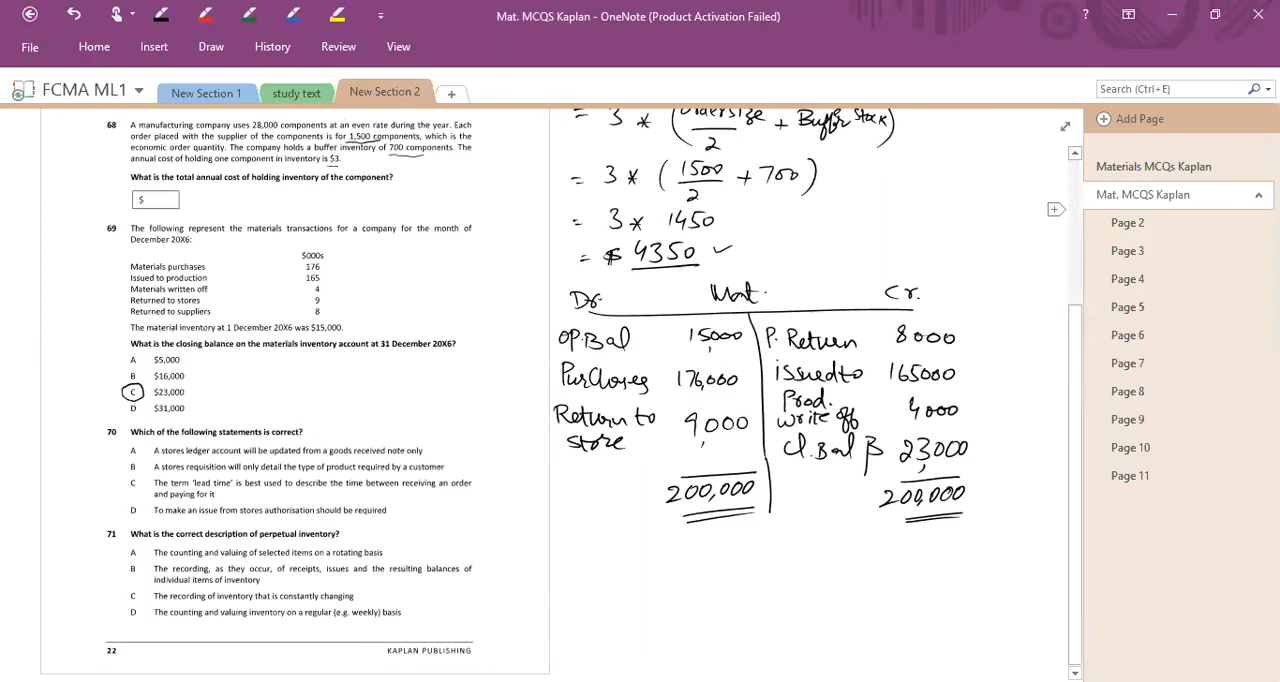 Mat. MCQS Kaplan - OneNote (Product Activation Failed)
?
File Home Insert Draw History Review View
FCMA ML1 New Section 1 study text New Section 2 +
Search (Ctrl+E)
Add Page
Materials MCQs Kaplan
Mat. MCQS Kaplan
Page 2
Page 3
Page 4
Page 5
Page 6
Page 7
Page 8
Page 9
Page 10
Page 11
68 A manufacturing company uses 28,000 components at an even rate during the year. Each
order placed with the supplier of the components is for 1,500 components, which is the
economic order quantity. The company holds a buffer inventory of 700 components. The
annual cost of holding one component in inventory is $3.
What is the total annual cost of holding inventory of the component?
$
69 The following represent the materials transactions for a company for the month of
December 20X6:
$000s
Materials purchases 176
Issued to production 165
Materials written off 4
Returned to stores 9
Returned to suppliers 8
The material inventory at 1 December 20X6 was $15,000.
What is the closing balance on the materials inventory account at 31 December 20X6?
A $5,000
B $16,000
C $23,000
D $31,000
70 Which of the following statements is correct?
A A stores ledger account will be updated from a goods received note only
B A stores requisition will only detail the type of product required by a customer
C The term 'lead time' is best used to describe the time between receiving an order
and paying for it
D To make an issue from stores authorisation should be required
71 What is the correct description of perpetual inventory?
A The counting and valuing of selected items on a rotating basis
B The recording, as they occur, of receipts, issues and the resulting balances of
individual items of inventory
C The recording of inventory that is constantly changing
D The counting and valuing inventory on a regular (e.g. weekly) basis
22 KAPLAN PUBLISHING
= 3 * (Ordersize/2 + Buffer Stock)
= 3 * (1500/2 + 700)
= 3 * 1450
= $ 4350
Dr. Mat. Cr.
OP.Bal 15000 P. Return 8000
Purchases 176,000 issued to Prod. 165000
Return to store 9,000 write off 4000
Cl.Bal β 23,000
200,000 200,000